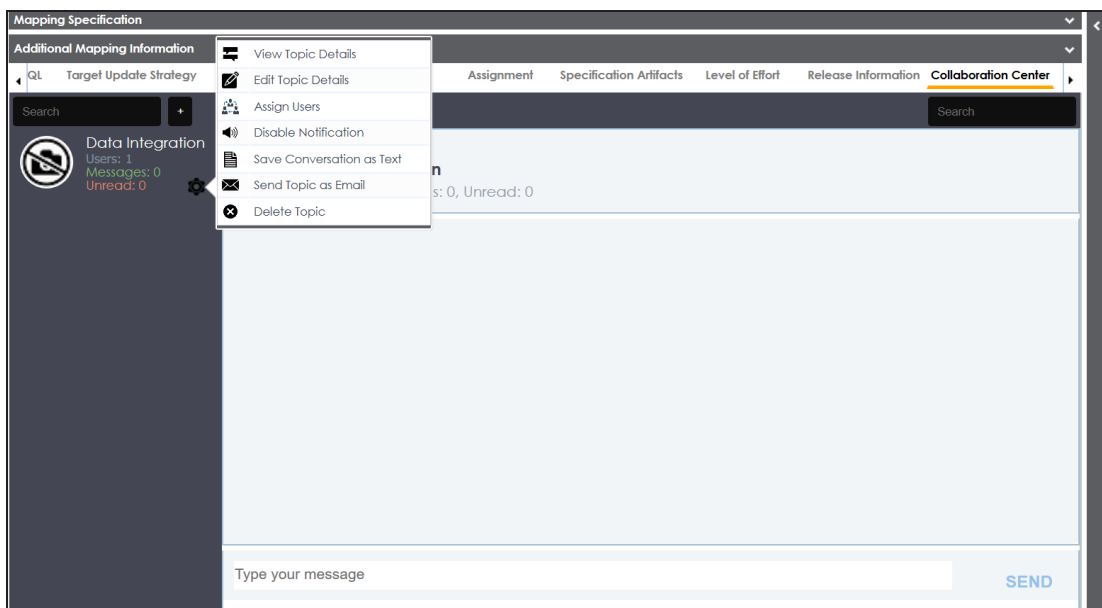 Mapping Specification
Additional Mapping Information
QL Target Update Strategy Assignment Specification Artifacts Level of Effort Release Information Collaboration Center
Search + Search
Data Integration
Users: 1
Messages: 0
Unread: 0
View Topic Details
Edit Topic Details
Assign Users
Disable Notification
Save Conversation as Text
Send Topic as Email
Delete Topic
n
s: 0, Unread: 0
Type your message
SEND